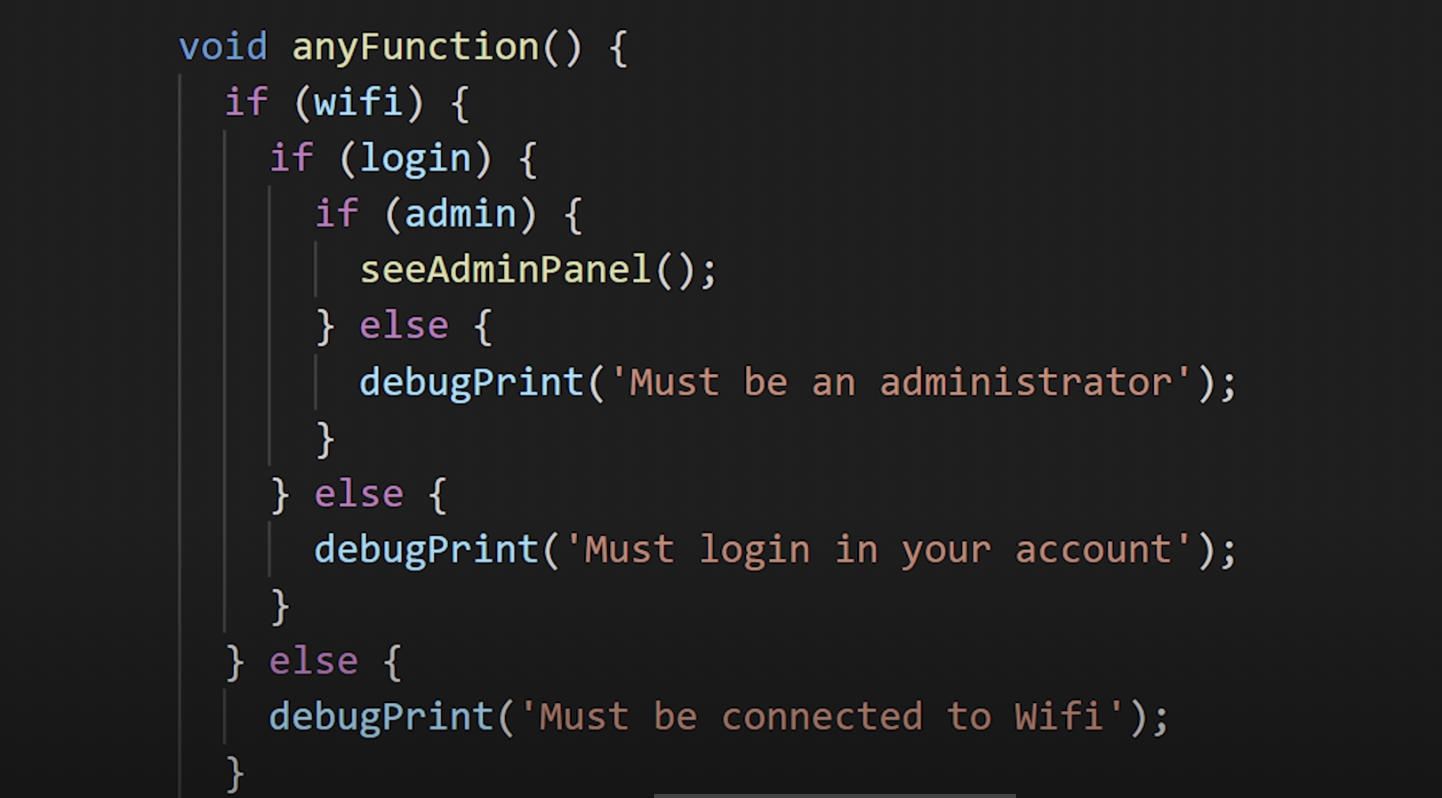 void anyFunction() {
if (wifi) {
if (login) {
if (admin) {
seeAdminPanel();
} else {
debugPrint('Must be an administrator');
}
} else {
debugPrint('Must login in your account');
}
} else {
debugPrint('Must be connected to Wifi');
}